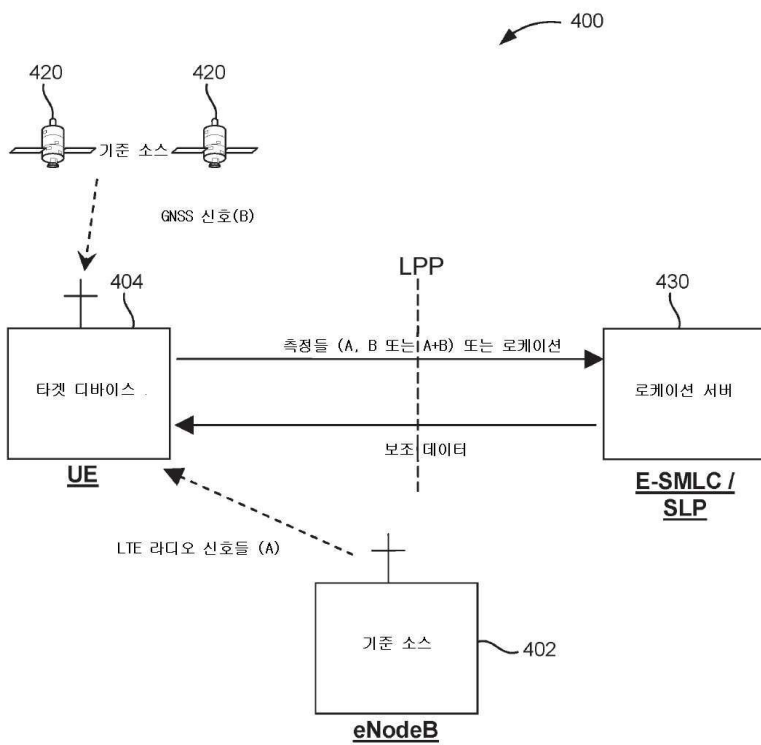 400
420
420
기준 소스
GNSS 신호(B)
LPP
404
430
측정들 (A, B 또는 A+B) 또는 로케이션
타겟 디바이스
로케이션 서버
보조 데이터
UE
E-SMLC /
SLP
LTE 라디오 신호들 (A)
기준 소스
402
eNodeB